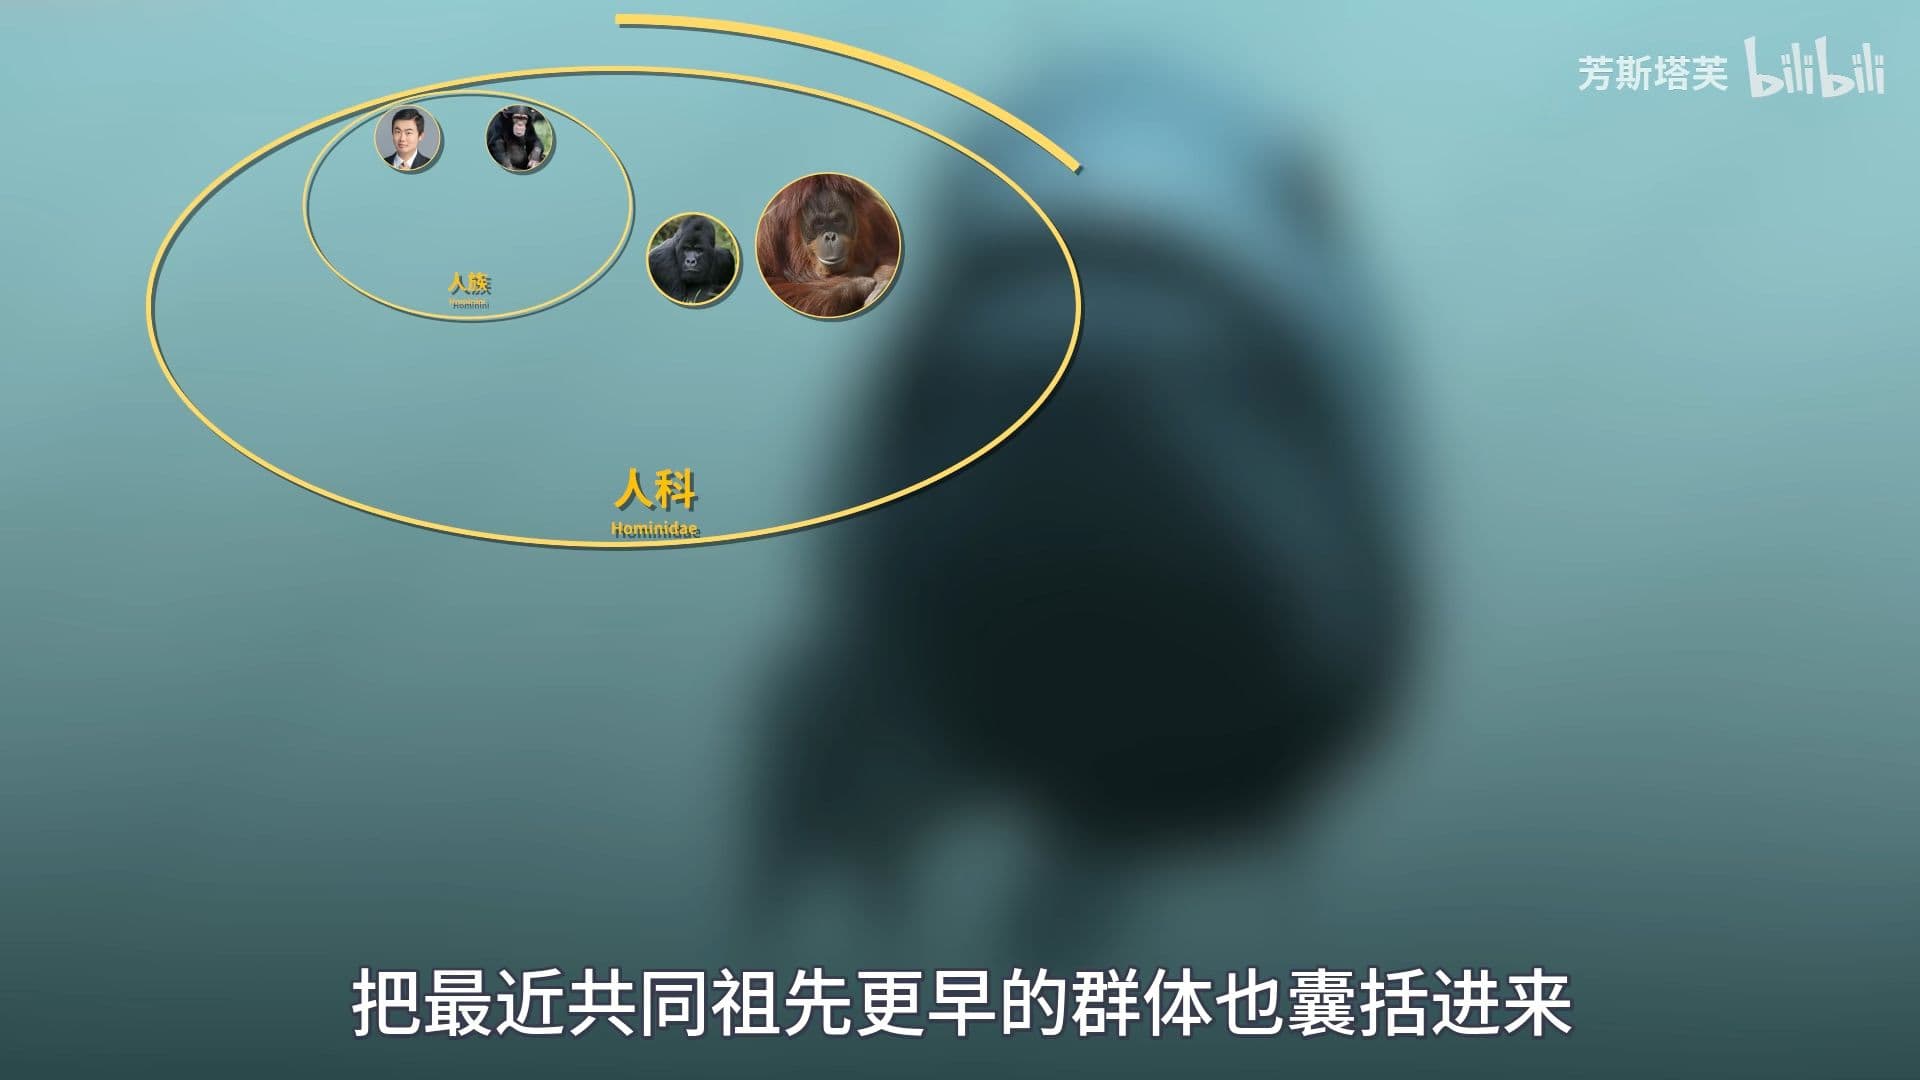 芳斯塔芙 bilibili
人族
Hominini
人科
Hominidae
把最近共同祖先更早的群体也囊括进来